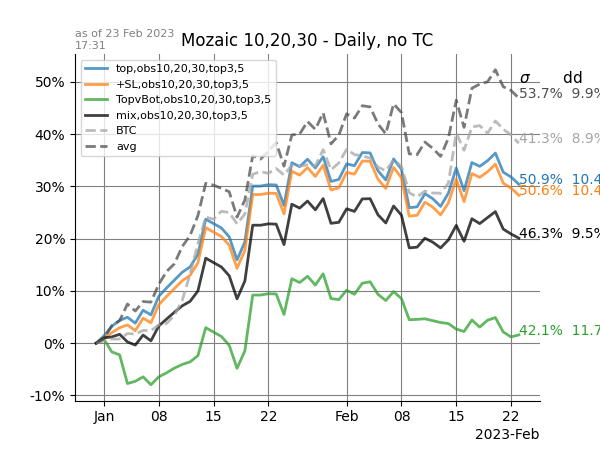 as of 23 Feb 2023
17:31
Mozaic 10,20,30 - Daily, no TC
top,obs10,20,30,top3,5
+SL,obs10,20,30,top3,5
TopvBot,obs10,20,30,top3,5
mix,obs10,20,30,top3,5
BTC
avg
σ dd
53.7% 9.9%
41.3% 8.9%
50.9% 10.4
50.6% 10.4
46.3% 9.5%
42.1% 11.7
50%
40%
30%
20%
10%
0%
-10%
Jan 08 15 22 Feb 08 15 22
2023-Feb